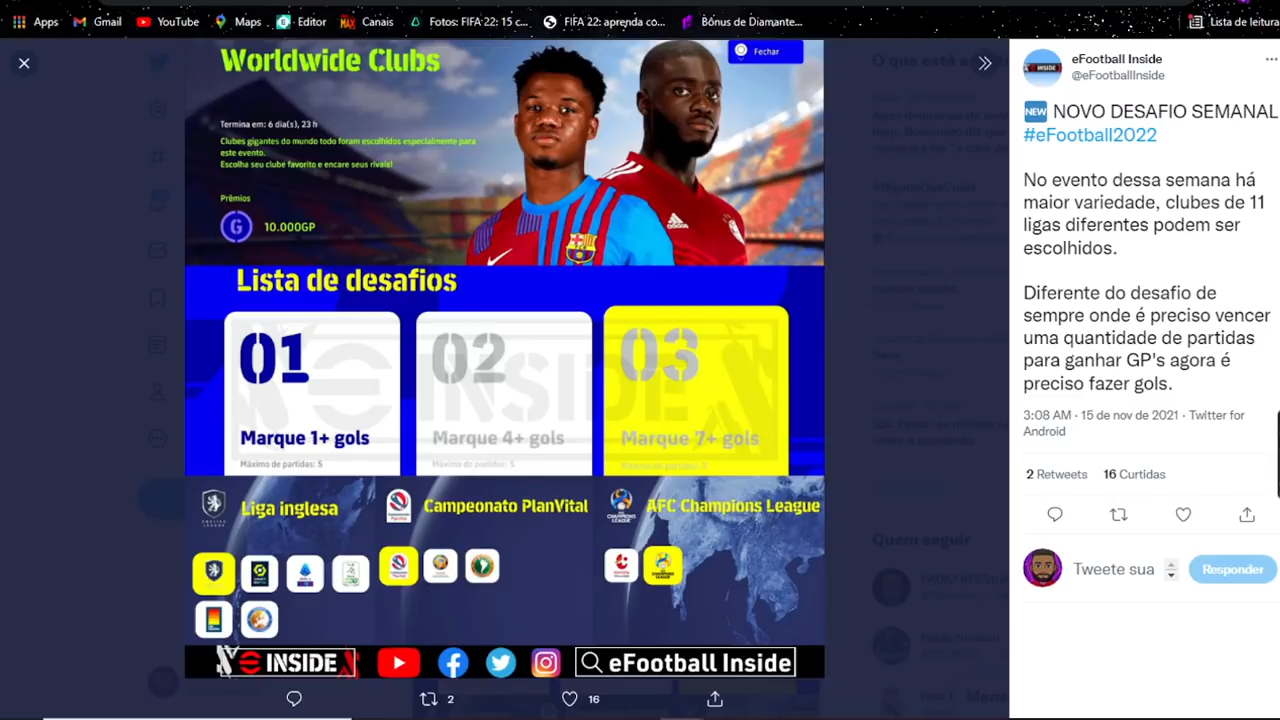 Apps
Gmail
YouTube
Maps
Editor
Canais
Fotos: FIFA 22: 15 c...
FIFA 22: aprenda co...
Bônus de Diamante...
Lista de leitura
Worldwide Clubs
Fechar
Termina em: 6 dia(s), 23 h
Clubes gigantes do mundo todo foram escolhidos especialmente para
este evento.
Escolha seu clube favorito e encare seus rivais!
Prêmios
G
10.000GP
Lista de desafios
01
Marque 1+ gols
Máximo de partidas: 5
02
Marque 4+ gols
Máximo de partidas: 5
03
Marque 7+ gols
INSIDE
Liga inglesa
Campeonato PlanVital
AFC Champions League
INSIDE
eFootball Inside
2
16
eFootball Inside
@eFootballInside
NEW NOVO DESAFIO SEMANAL
#eFootball2022
No evento dessa semana há
maior variedade, clubes de 11
ligas diferentes podem ser
escolhidos.
Diferente do desafio de
sempre onde é preciso vencer
uma quantidade de partidas
para ganhar GP's agora é
preciso fazer gols.
3:08 AM · 15 de nov de 2021 · Twitter for
Android
2 Retweets 16 Curtidas
Tweete sua
Responder
Quem seguir